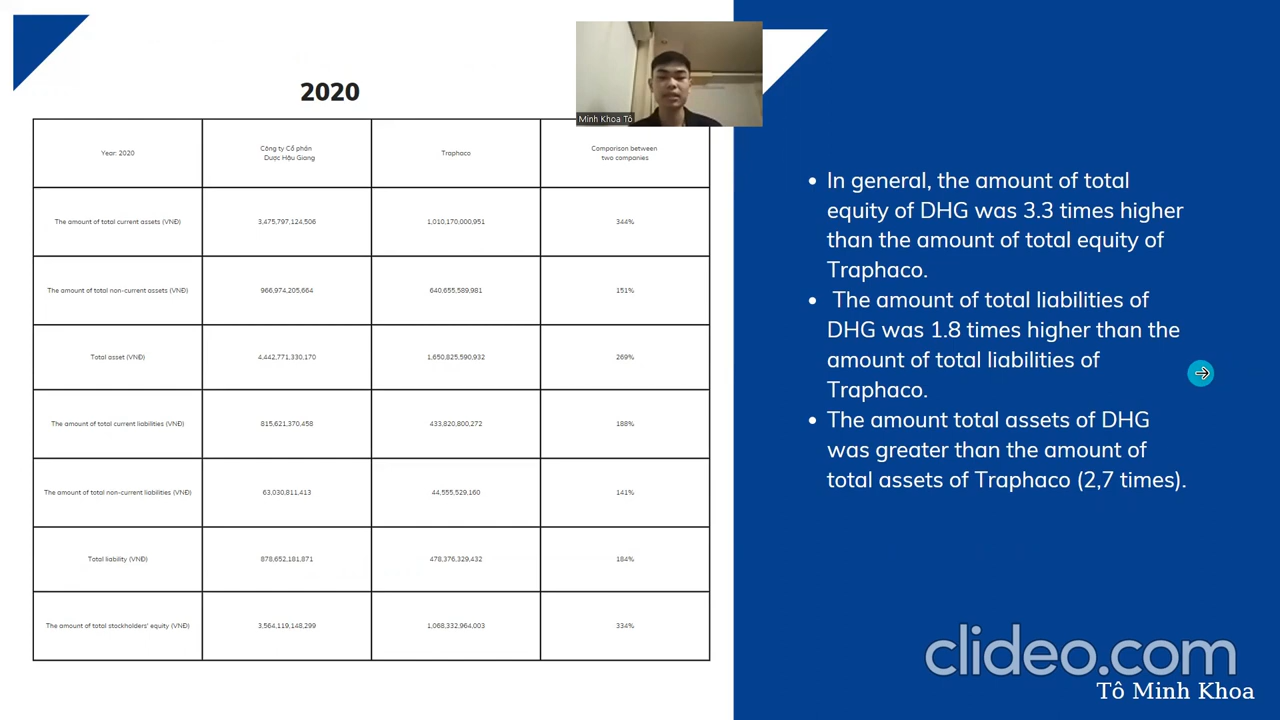 2020
Minh Khoa Tô
Year: 2020
Công ty Cổ phần
Dược Hậu Giang
Traphaco
Comparison between
two companies
The amount of total current assets (VNĐ)
3,475,797,124,506
1,010,170,000,951
344%
The amount of total non-current assets (VNĐ)
966,974,205,664
640,655,589,981
151%
Total asset (VNĐ)
4,442,771,330,170
1,650,825,590,932
269%
The amount of total current liabilities (VNĐ)
815,621,370,458
433,820,800,272
188%
The amount of total non-current liabilities (VNĐ)
63,030,811,413
44,555,529,160
141%
Total liability (VNĐ)
878,652,181,871
478,376,329,432
184%
The amount of total stockholders' equity (VNĐ)
3,564,119,148,299
1,068,332,964,003
334%
• In general, the amount of total
equity of DHG was 3.3 times higher
than the amount of total equity of
Traphaco.
• The amount of total liabilities of
DHG was 1.8 times higher than the
amount of total liabilities of
Traphaco.
• The amount total assets of DHG
was greater than the amount of
total assets of Traphaco (2,7 times).
clideo.com
Tô Minh Khoa